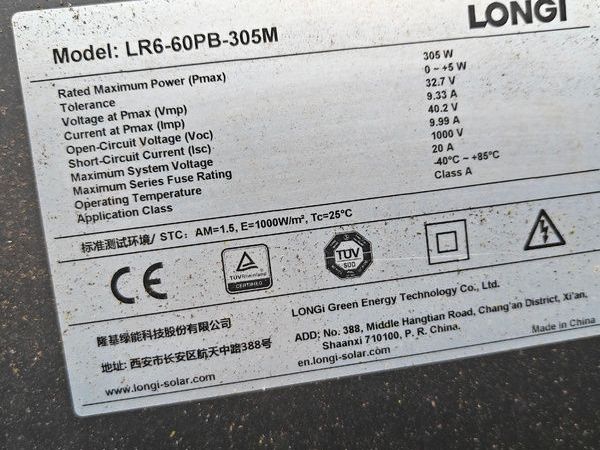 LONGI
Model: LR6-60PB-305M
Rated Maximum Power (Pmax) 305 W
Tolerance 0 ~ +5 W
Voltage at Pmax (Vmp) 32.7 V
Current at Pmax (Imp) 9.33 A
Open-Circuit Voltage (Voc) 40.2 V
Short-Circuit Current (Isc) 9.99 A
Maximum System Voltage 1000 V
Maximum Series Fuse Rating 20 A
Operating Temperature -40°C ~ +85°C
Application Class Class A
标准测试环境/ STC: AM=1.5, E=1000W/m², Tc=25°C
CE
TÜVRheinland
CERTIFIED
TÜV
SÜD
隆基绿能科技股份有限公司
地址: 西安市长安区航天中路388号
www.longi-solar.com
LONGi Green Energy Technology Co., Ltd.
ADD: No. 388, Middle Hangtian Road, Chang'an District, Xi'an,
Shaanxi 710100, P. R. China.
en.longi-solar.com
Made in China